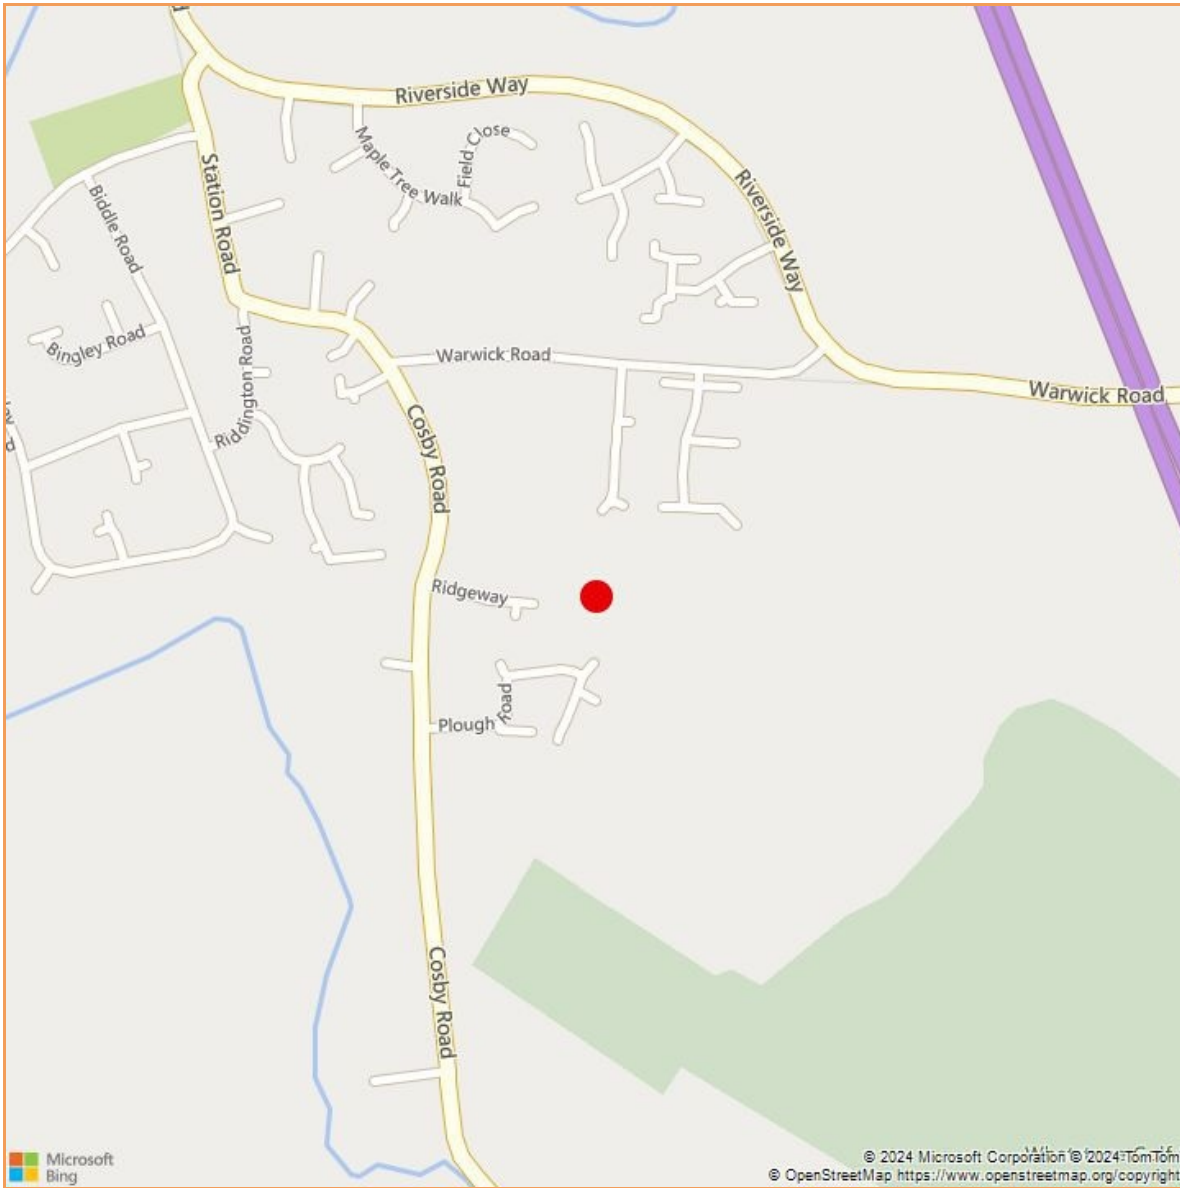 Riverside Way
Maple Tree Walk
Field Close
Station Road
Biddle Road
Riverside Way
Bingley Road
Riddington Road
Warwick Road
Warwick Road
Cosby Road
Ridgeway
Plough Road
Cosby Road
Microsoft
Bing
© 2024 Microsoft Corporation © 2024 TomTom
© OpenStreetMap https://www.openstreetmap.org/copyright